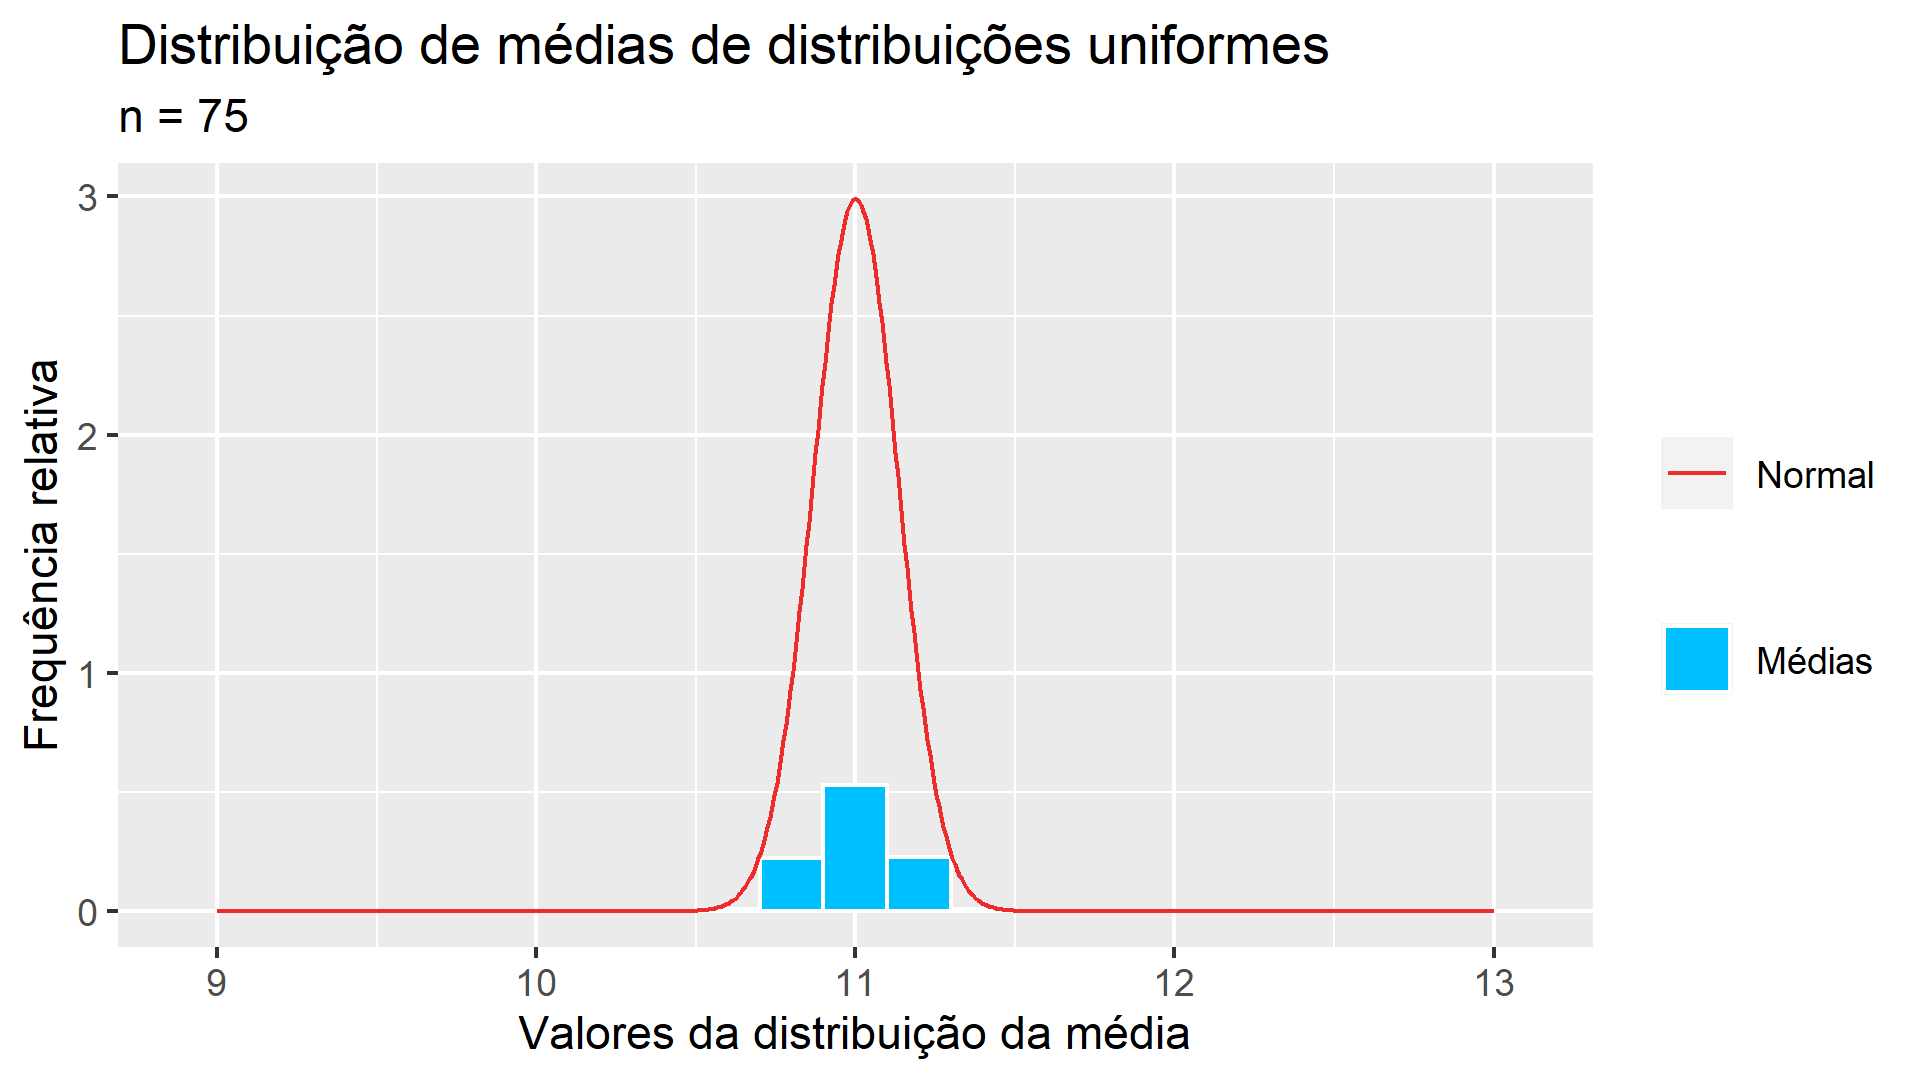 Distribuição de médias de distribuições uniformes
n = 75
Frequência relativa
3
2
1
0
9 10 11 12 13
Valores da distribuição da média
Normal
Médias